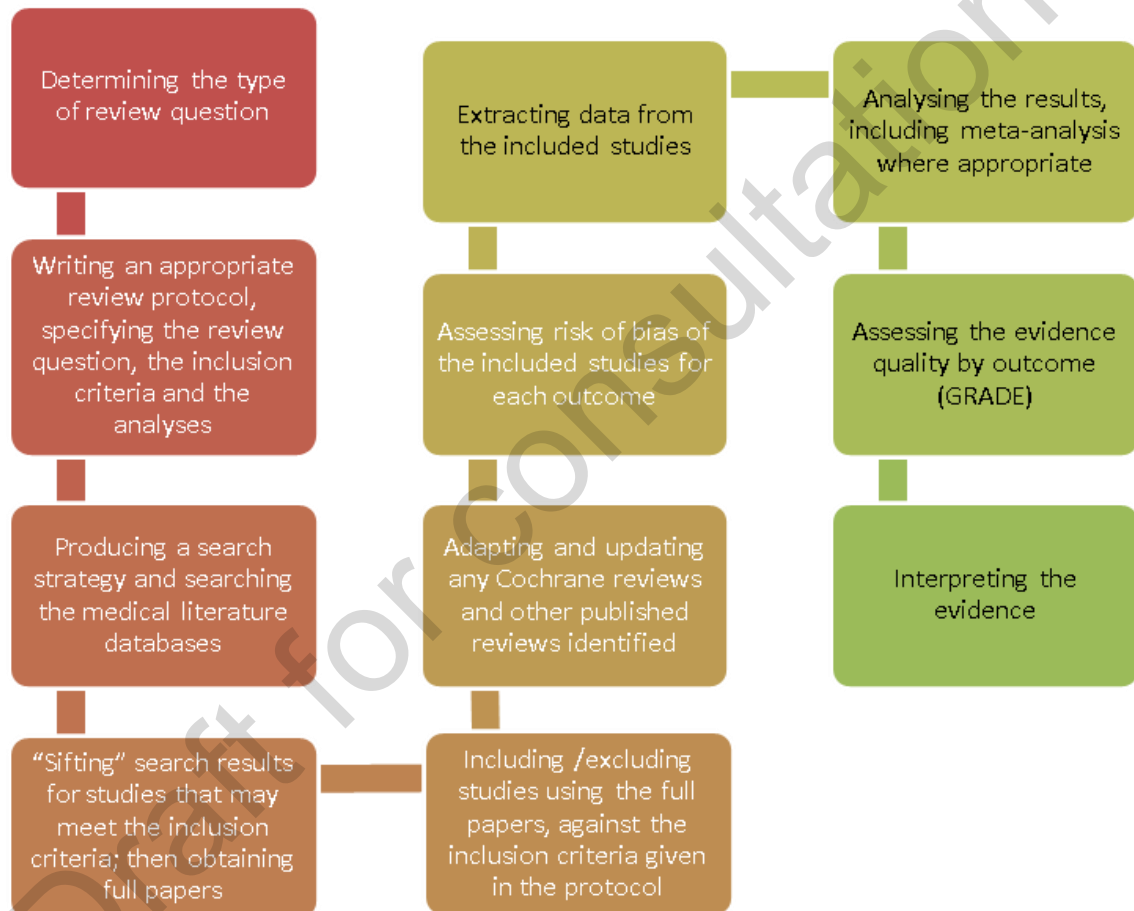 Determining the type
of review question
Writing an appropriate
review protocol,
specifying the review
question, the inclusion
criteria and the
analyses
Producing a search
strategy and searching
the medical literature
databases
“Sifting” search results
for studies that may
meet the inclusion
criteria; then obtaining
full papers
Including /excluding
studies using the full
papers, against the
inclusion criteria given
in the protocol
Adapting and updating
any Cochrane reviews
and other published
reviews identified
Assessing risk of bias of
the included studies for
each outcome
Extracting data from
the included studies
Analysing the results,
including meta-analysis
where appropriate
Assessing the evidence
quality by outcome
(GRADE)
Interpreting the
evidence
Draft for consultation